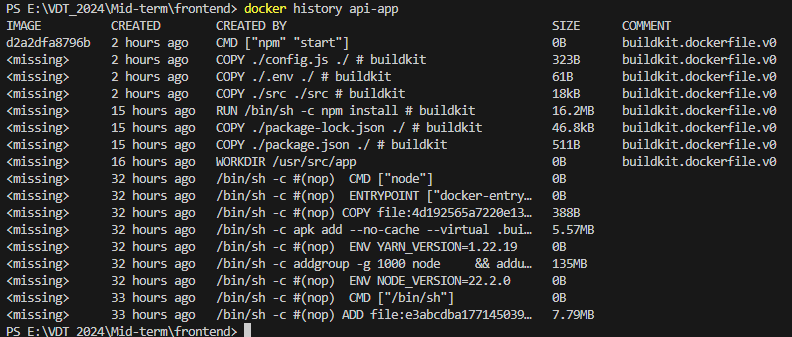 PS E:\VDT_2024\Mid-term\frontend> docker history api-app
IMAGE CREATED CREATED BY SIZE COMMENT
d2a2dfa8796b 2 hours ago CMD ["npm" "start"] 0B buildkit.dockerfile.v0
<missing> 2 hours ago COPY ./config.js ./ # buildkit 323B buildkit.dockerfile.v0
<missing> 2 hours ago COPY ./.env ./ # buildkit 61B buildkit.dockerfile.v0
<missing> 2 hours ago COPY ./src ./src # buildkit 18kB buildkit.dockerfile.v0
<missing> 15 hours ago RUN /bin/sh -c npm install # buildkit 16.2MB buildkit.dockerfile.v0
<missing> 15 hours ago COPY ./package-lock.json ./ # buildkit 46.8kB buildkit.dockerfile.v0
<missing> 15 hours ago COPY ./package.json ./ # buildkit 511B buildkit.dockerfile.v0
<missing> 16 hours ago WORKDIR /usr/src/app 0B buildkit.dockerfile.v0
<missing> 32 hours ago /bin/sh -c #(nop) CMD ["node"] 0B
<missing> 32 hours ago /bin/sh -c #(nop) ENTRYPOINT ["docker-entry… 0B
<missing> 32 hours ago /bin/sh -c #(nop) COPY file:4d192565a7220e13… 388B
<missing> 32 hours ago /bin/sh -c apk add --no-cache --virtual .bui… 5.57MB
<missing> 32 hours ago /bin/sh -c #(nop) ENV YARN_VERSION=1.22.19 0B
<missing> 32 hours ago /bin/sh -c addgroup -g 1000 node && addu… 135MB
<missing> 32 hours ago /bin/sh -c #(nop) ENV NODE_VERSION=22.2.0 0B
<missing> 33 hours ago /bin/sh -c #(nop) CMD ["/bin/sh"] 0B
<missing> 33 hours ago /bin/sh -c #(nop) ADD file:e3abcdba177145039… 7.79MB
PS E:\VDT_2024\Mid-term\frontend>